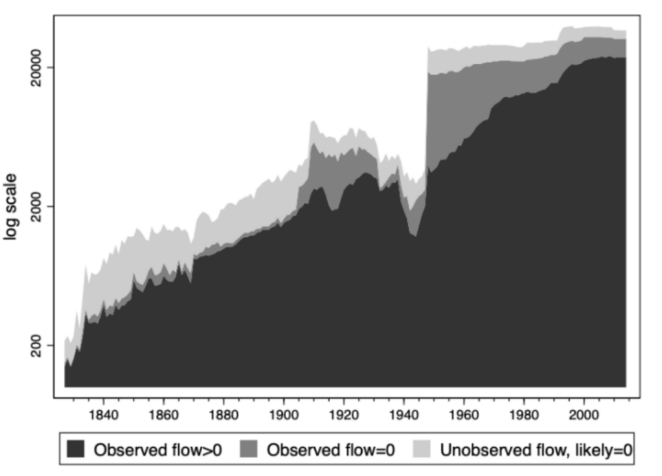 20000
2000
200
log scale
1840 1860 1880 1900 1920 1940 1960 1980 2000
Observed flow>0 Observed flow=0 Unobserved flow, likely=0